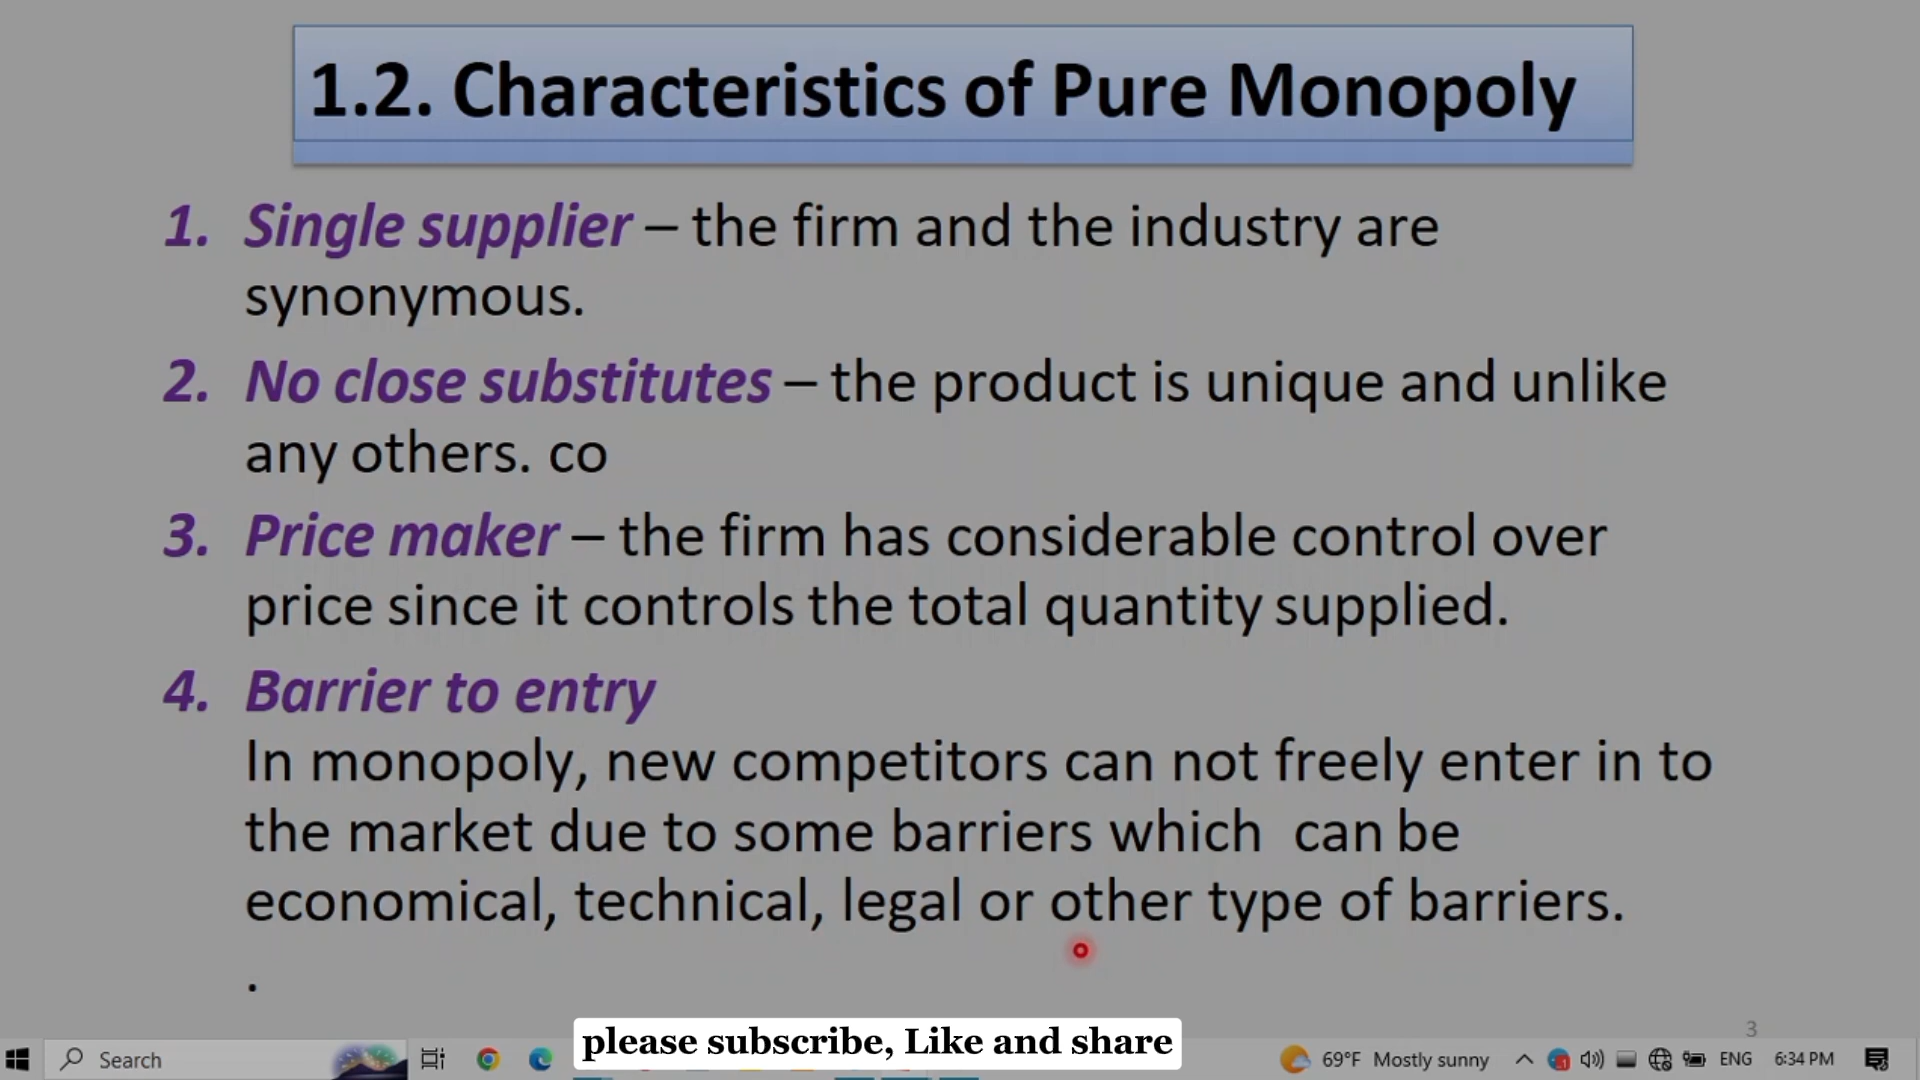 1.2. Characteristics of Pure Monopoly
1. Single supplier – the firm and the industry are
synonymous.
2. No close substitutes – the product is unique and unlike
any others. co
3. Price maker – the firm has considerable control over
price since it controls the total quantity supplied.
4. Barrier to entry
In monopoly, new competitors can not freely enter in to
the market due to some barriers which can be
economical, technical, legal or other type of barriers.
.
3
please subscribe, Like and share
Search
69°F Mostly sunny
ENG
6:34 PM